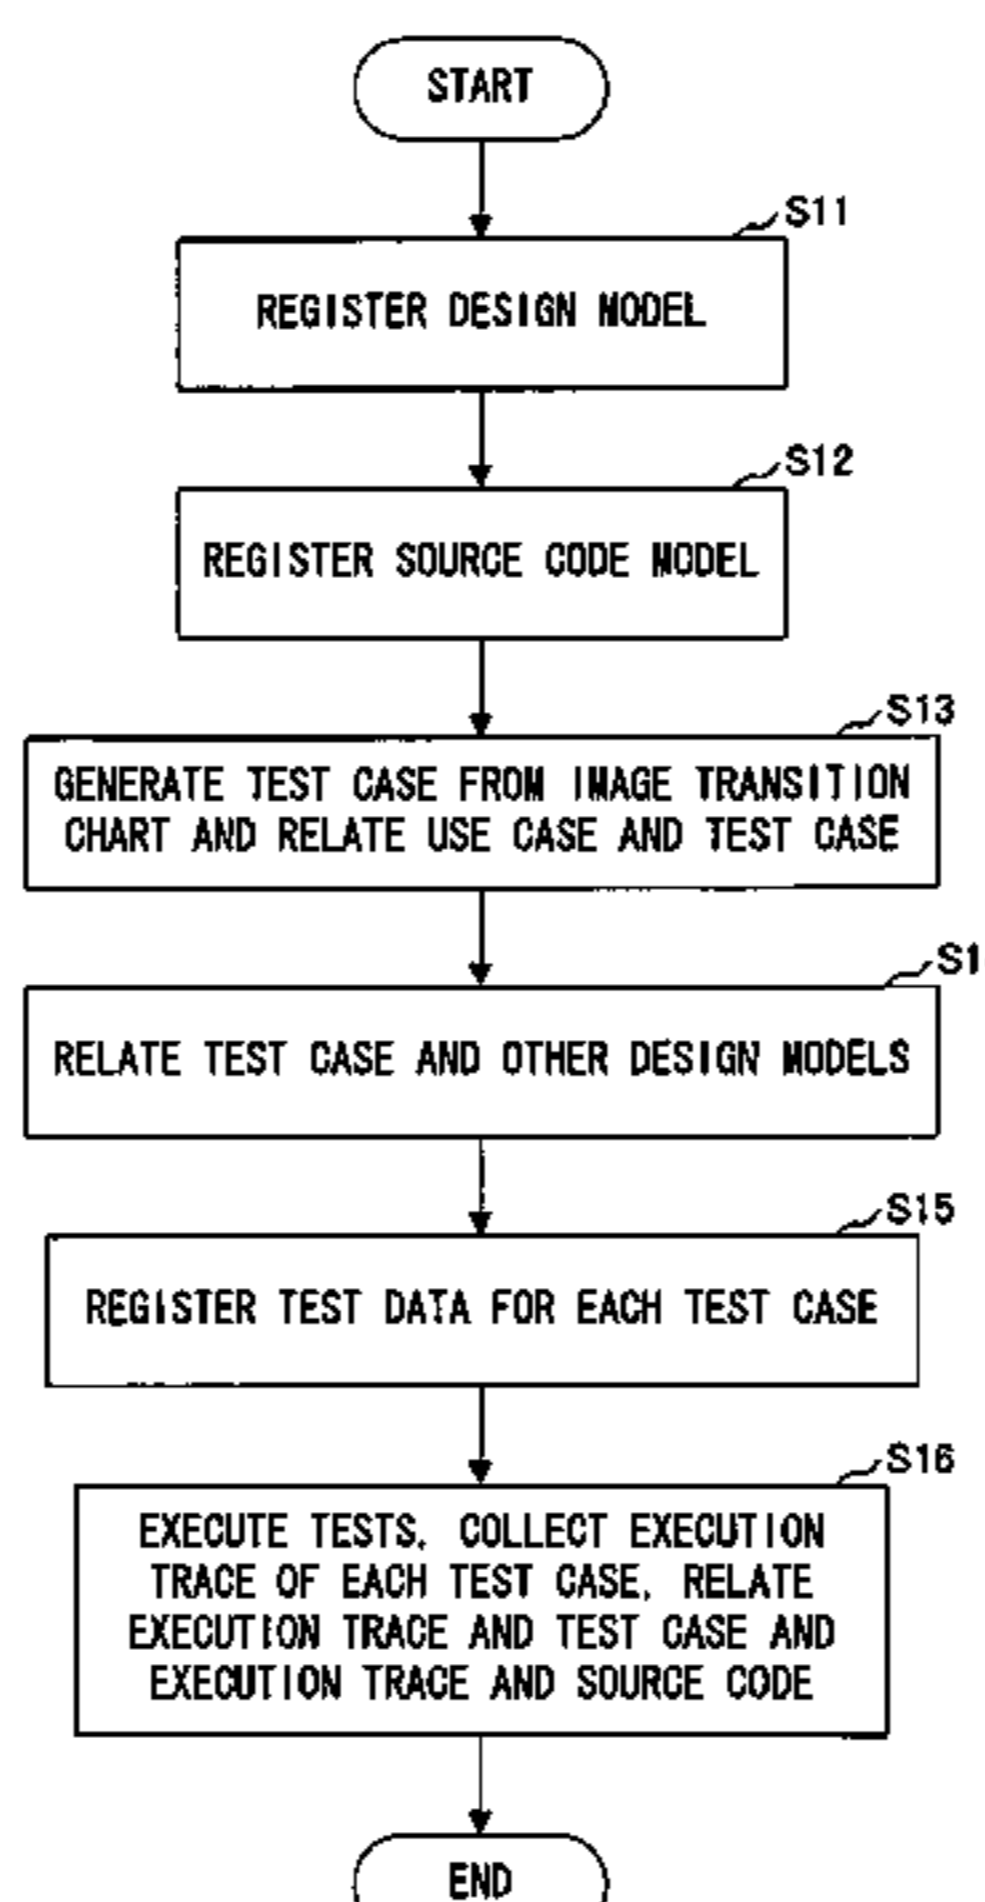 START
S11
REGISTER DESIGN MODEL
S12
REGISTER SOURCE CODE MODEL
S13
GENERATE TEST CASE FROM IMAGE TRANSITION
CHART AND RELATE USE CASE AND TEST CASE
RELATE TEST CASE AND OTHER DESIGN MODELS
S15
REGISTER TEST DATA FOR EACH TEST CASE
S16
EXECUTE TESTS, COLLECT EXECUTION
TRACE OF EACH TEST CASE, RELATE
EXECUTION TRACE AND TEST CASE AND
EXECUTION TRACE AND SOURCE CODE
END